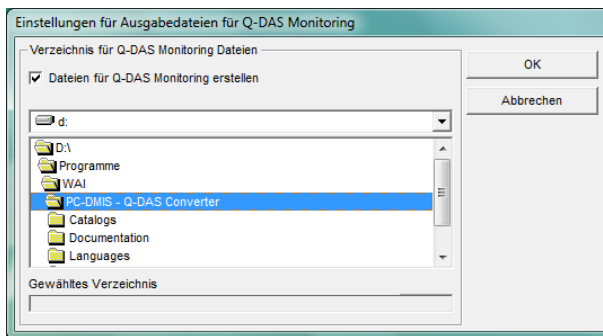 Einstellungen für Ausgabedateien für Q-DAS Monitoring
Verzeichnis für Q-DAS Monitoring Dateien
Dateien für Q-DAS Monitoring erstellen
OK
Abbrechen
d:
D:\
Programme
WAI
PC-DMIS - Q-DAS Converter
Catalogs
Documentation
Languages
Gewähltes Verzeichnis